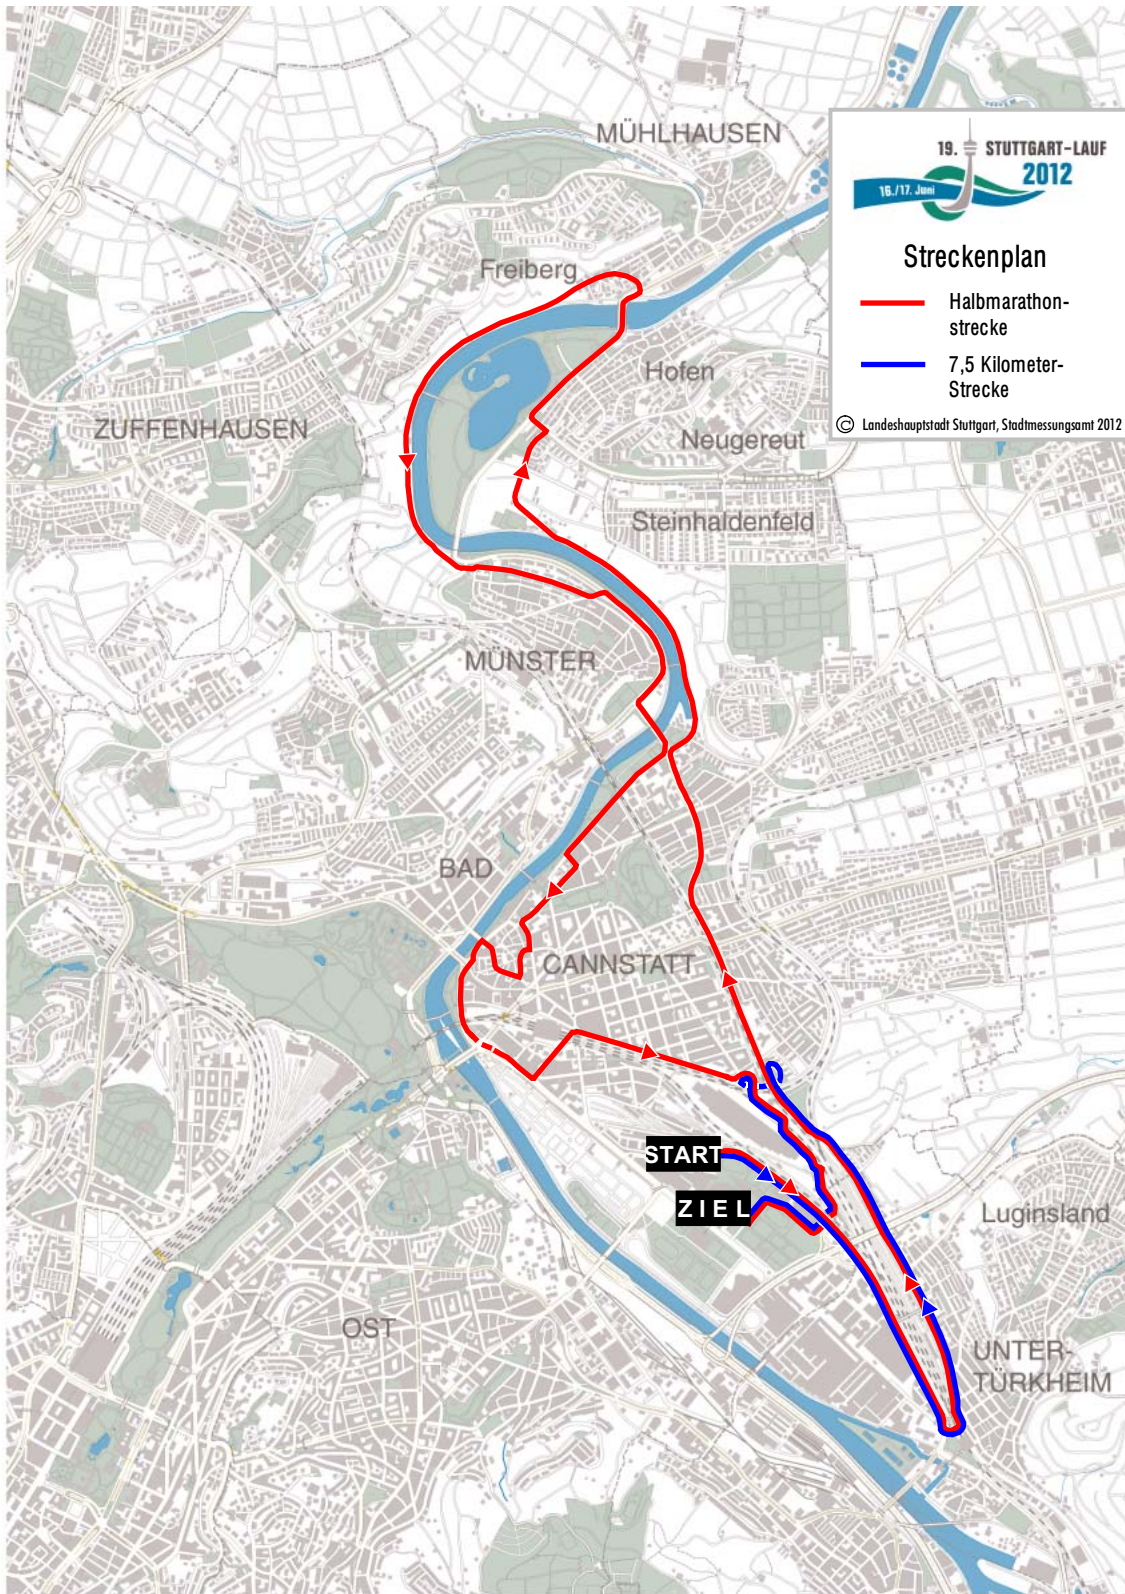 MÜHLHAUSEN
19. STUTTGART-LAUF
2012
16./17. Juni
Streckenplan
Halbmarathon-
strecke
7,5 Kilometer-
Strecke
© Landeshauptstadt Stuttgart, Stadtmessungsamt 2012
Freiberg
Hofen
ZUFFENHAUSEN
Neugereut
Steinhaldenfeld
MÜNSTER
BAD
CANNSTATT
START
ZIEL
Luginsland
OST
UNTER-
TÜRKHEIM